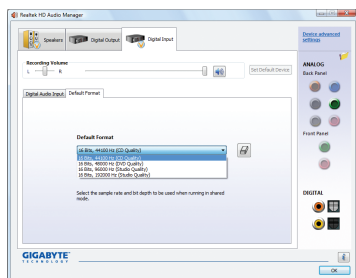 Realtek HD Audio Manager
Speakers
Digital Output
Digital Input
Device advanced settings
Recording Volume
L
R
Set Default Device
ANALOG
Back Panel
Digital Audio Input
Default Format
Default Format
16 Bits, 44100 Hz (CD Quality)
16 Bits, 44100 Hz (CD Quality)
16 Bits, 48000 Hz (DVD Quality)
16 Bits, 96000 Hz (Studio Quality)
16 Bits, 192000 Hz (Studio Quality)
Select the sample rate and bit depth to be used when running in shared mode.
Front Panel
DIGITAL
GIGABYTE
TECHNOLOGY
OK